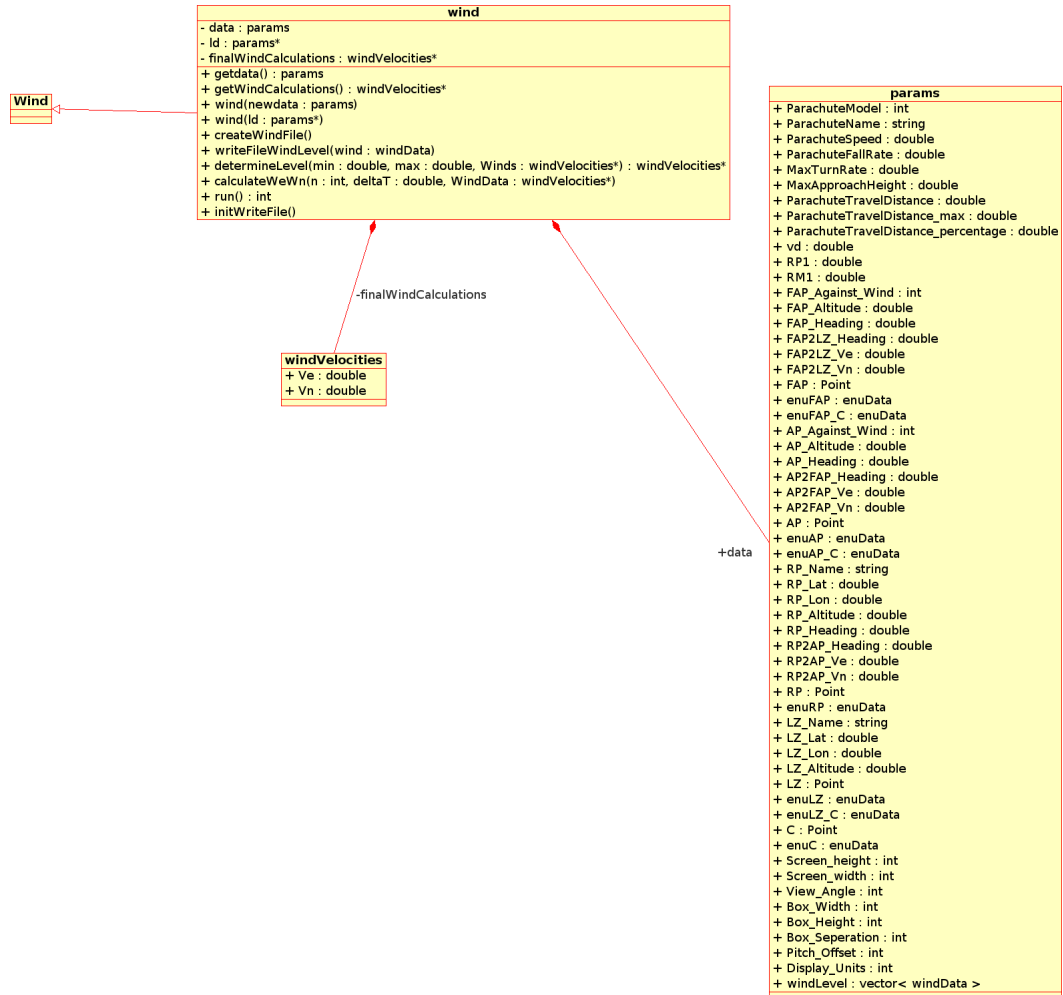 wind
- data : params
- ld : params*
- finalWindCalculations : windVelocities*
+ getdata() : params
+ getWindCalculations() : windVelocities*
+ wind(newdata : params)
+ wind(ld : params*)
+ createWindFile()
+ writeFileWindLevel(wind : windData)
+ determineLevel(min : double, max : double, Winds : windVelocities*) : windVelocities*
+ calculateWeWn(n : int, deltaT : double, WindData : windVelocities*)
+ run() : int
+ initWriteFile()
Wind
-finalWindCalculations
windVelocities
+ Ve : double
+ Vn : double
+data
params
+ ParachuteModel : int
+ ParachuteName : string
+ ParachuteSpeed : double
+ ParachuteFallRate : double
+ MaxTurnRate : double
+ MaxApproachHeight : double
+ ParachuteTravelDistance : double
+ ParachuteTravelDistance_max : double
+ ParachuteTravelDistance_percentage : double
+ vd : double
+ RP1 : double
+ RM1 : double
+ FAP_Against_Wind : int
+ FAP_Altitude : double
+ FAP_Heading : double
+ FAP2LZ_Heading : double
+ FAP2LZ_Ve : double
+ FAP2LZ_Vn : double
+ FAP : Point
+ enuFAP : enuData
+ enuFAP_C : enuData
+ AP_Against_Wind : int
+ AP_Altitude : double
+ AP_Heading : double
+ AP2FAP_Heading : double
+ AP2FAP_Ve : double
+ AP2FAP_Vn : double
+ AP : Point
+ enuAP : enuData
+ enuAP_C : enuData
+ RP_Name : string
+ RP_Lat : double
+ RP_Lon : double
+ RP_Altitude : double
+ RP_Heading : double
+ RP2AP_Heading : double
+ RP2AP_Ve : double
+ RP2AP_Vn : double
+ RP : Point
+ enuRP : enuData
+ LZ_Name : string
+ LZ_Lat : double
+ LZ_Lon : double
+ LZ_Altitude : double
+ LZ : Point
+ enuLZ : enuData
+ enuLZ_C : enuData
+ C : Point
+ enuC : enuData
+ Screen_height : int
+ Screen_width : int
+ View_Angle : int
+ Box_Width : int
+ Box_Height : int
+ Box_Seperation : int
+ Pitch_Offset : int
+ Display_Units : int
+ windLevel : vector< windData >